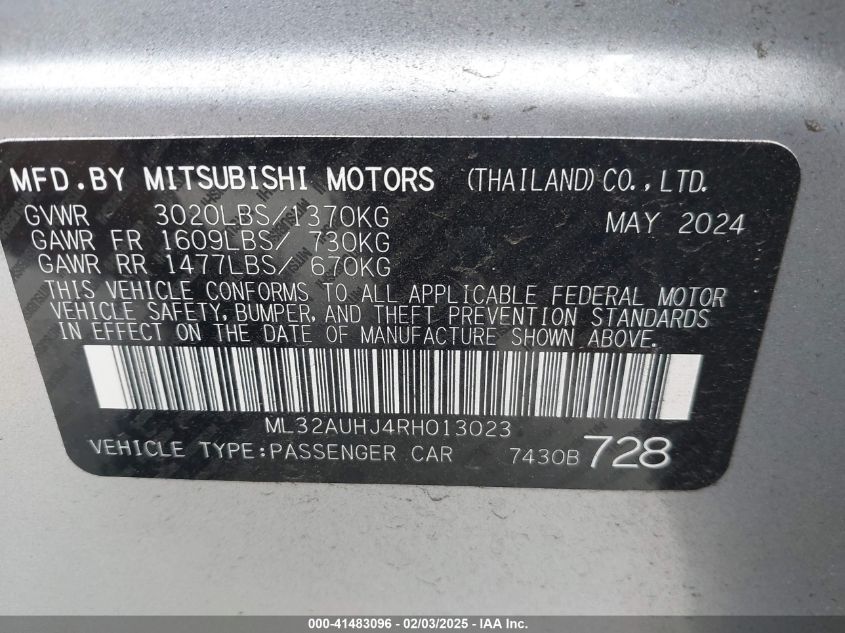 MFD.BY MITSUBISHI MOTORS (THAILAND) CO.,LTD.
GVWR 3020LBS/1370KG MAY 2024
GAWR FR 1609LBS/ 730KG
GAWR RR 1477LBS/ 670KG
THIS VEHICLE CONFORMS TO ALL APPLICABLE FEDERAL MOTOR
VEHICLE SAFETY, BUMPER, AND THEFT PREVENTION STANDARDS
IN EFFECT ON THE DATE OF MANUFACTURE SHOWN ABOVE.
ML32AUHJ4RH013023
VEHICLE TYPE:PASSENGER CAR 7430B 728
000-41483096 - 02/03/2025 - IAA Inc.